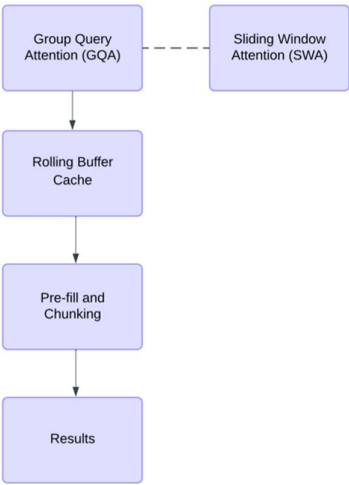 Group Query
Attention (GQA)
Sliding Window
Attention (SWA)
Rolling Buffer
Cache
Pre-fill and
Chunking
Results